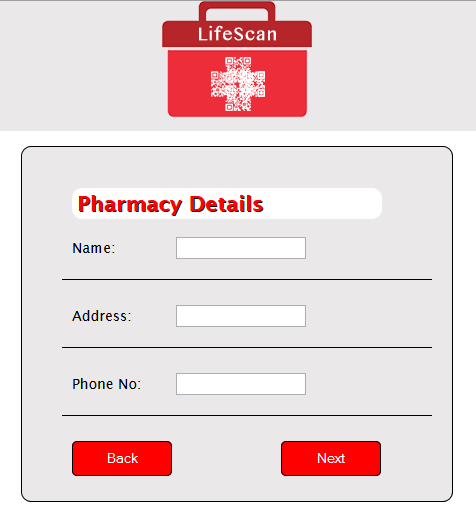 LifeScan
Pharmacy Details
Name:
Address:
Phone No:
Back Next